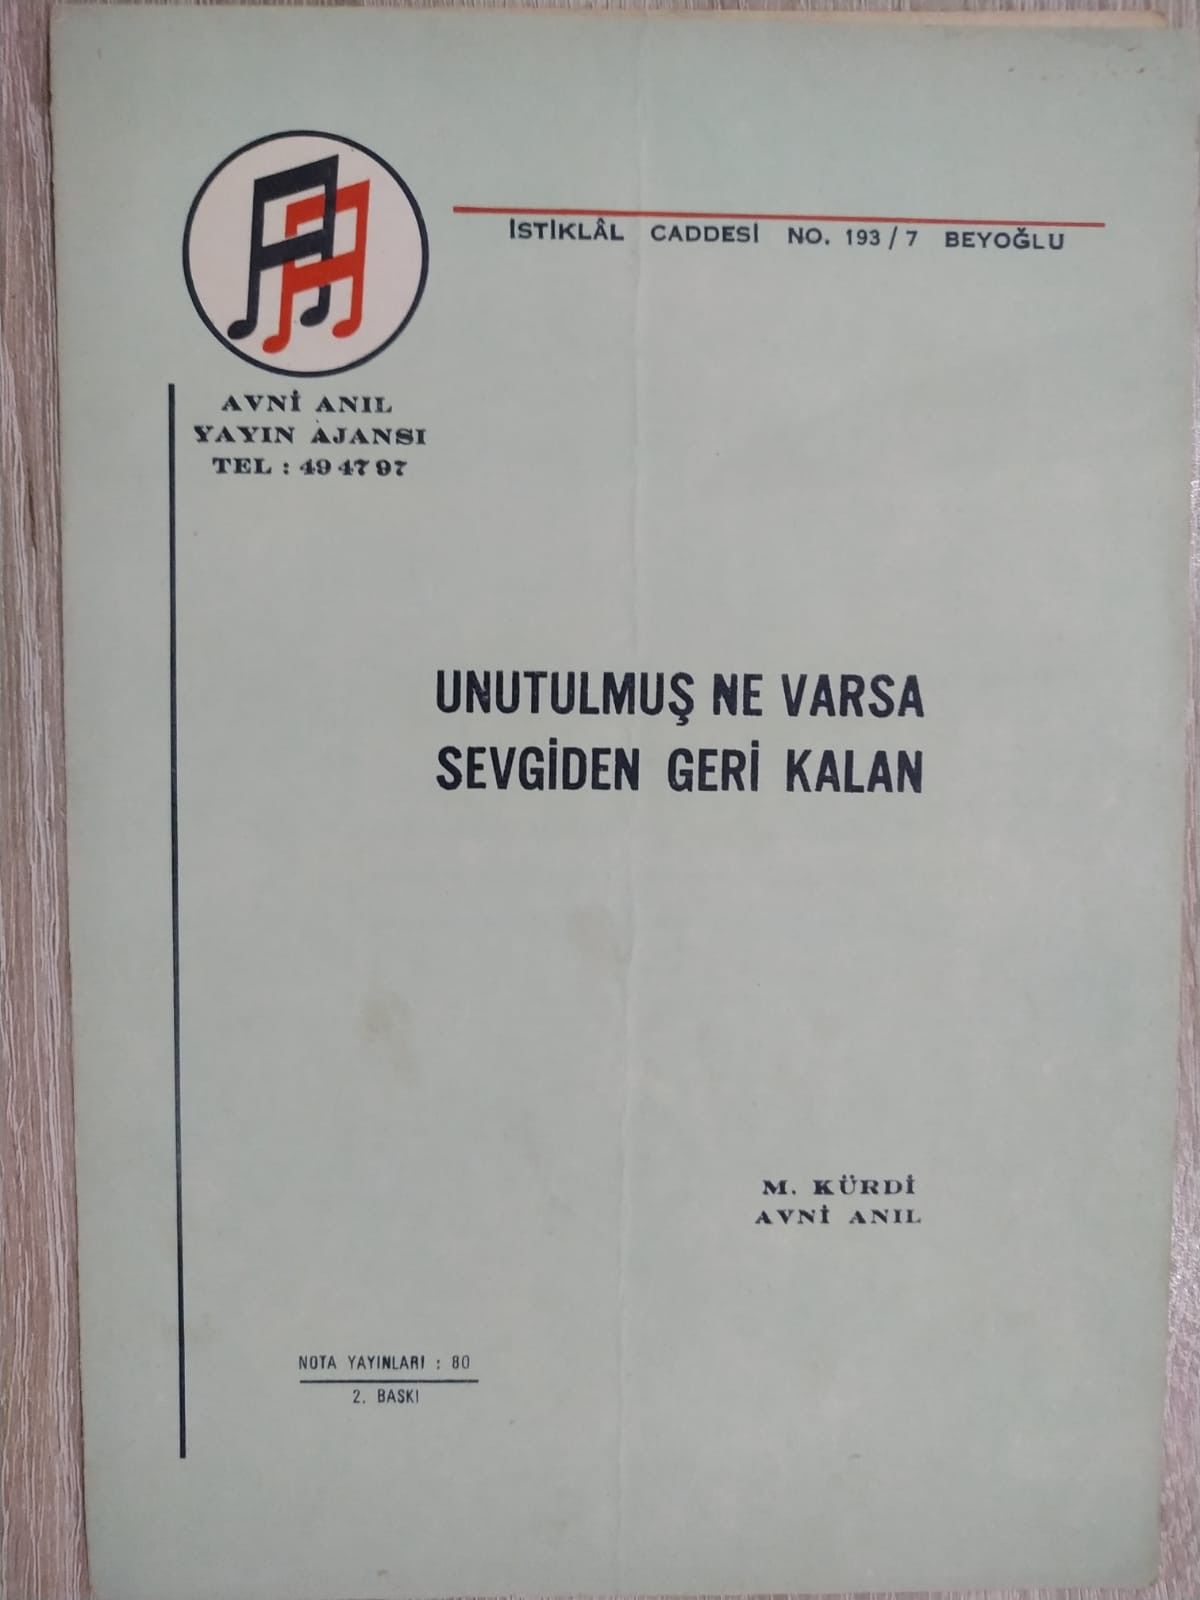 İSTİKLÂL CADDESİ NO. 193/7 BEYOĞLU
AVNİ ANIL
YAYIN AJANSI
TEL : 49 47 97
UNUTULMUŞ NE VARSA
SEVGİDEN GERİ KALAN
M. KÜRDİ
AVNİ ANIL
NOTA YAYINLARI : 80
2. BASKI